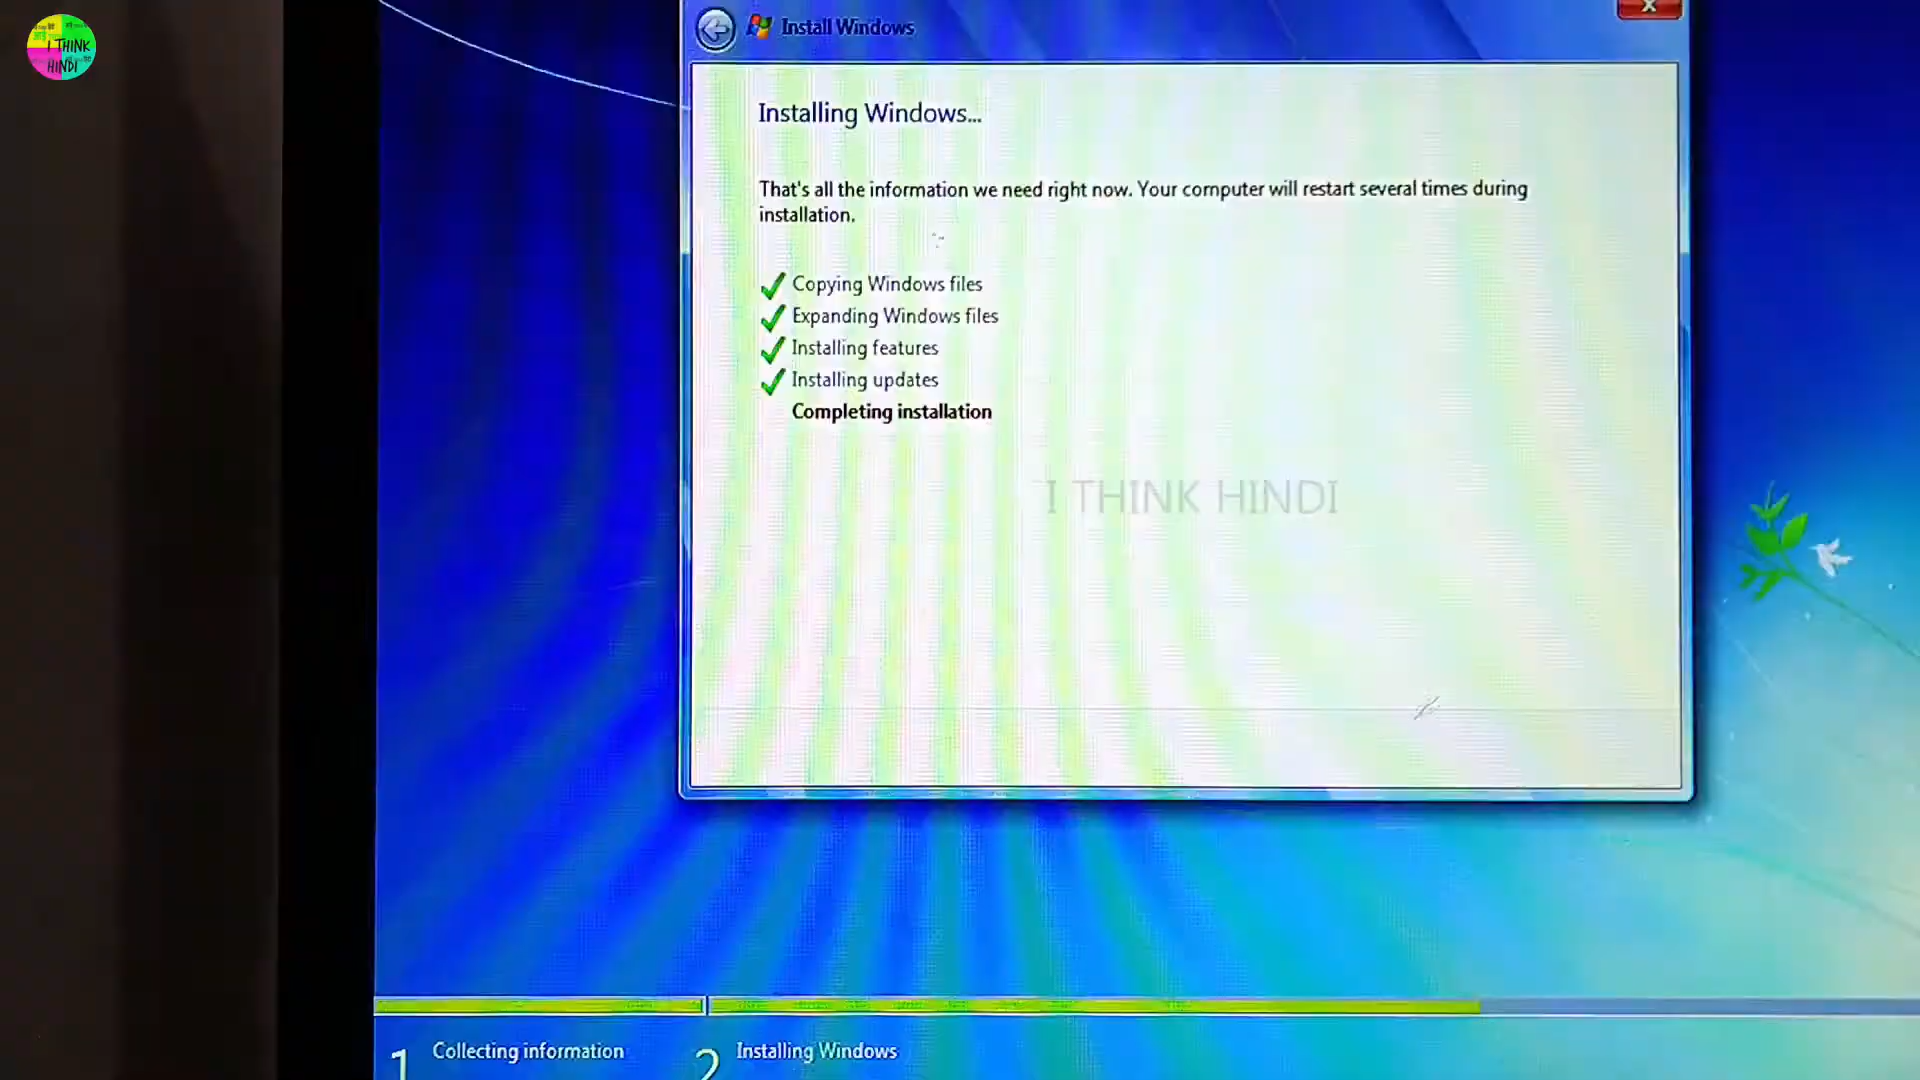 I THINK
HINDI
Install Windows
Installing Windows...
That's all the information we need right now. Your computer will restart several times during
installation.
Copying Windows files
Expanding Windows files
Installing features
Installing updates
Completing installation
I THINK HINDI
1 Collecting information
2 Installing Windows